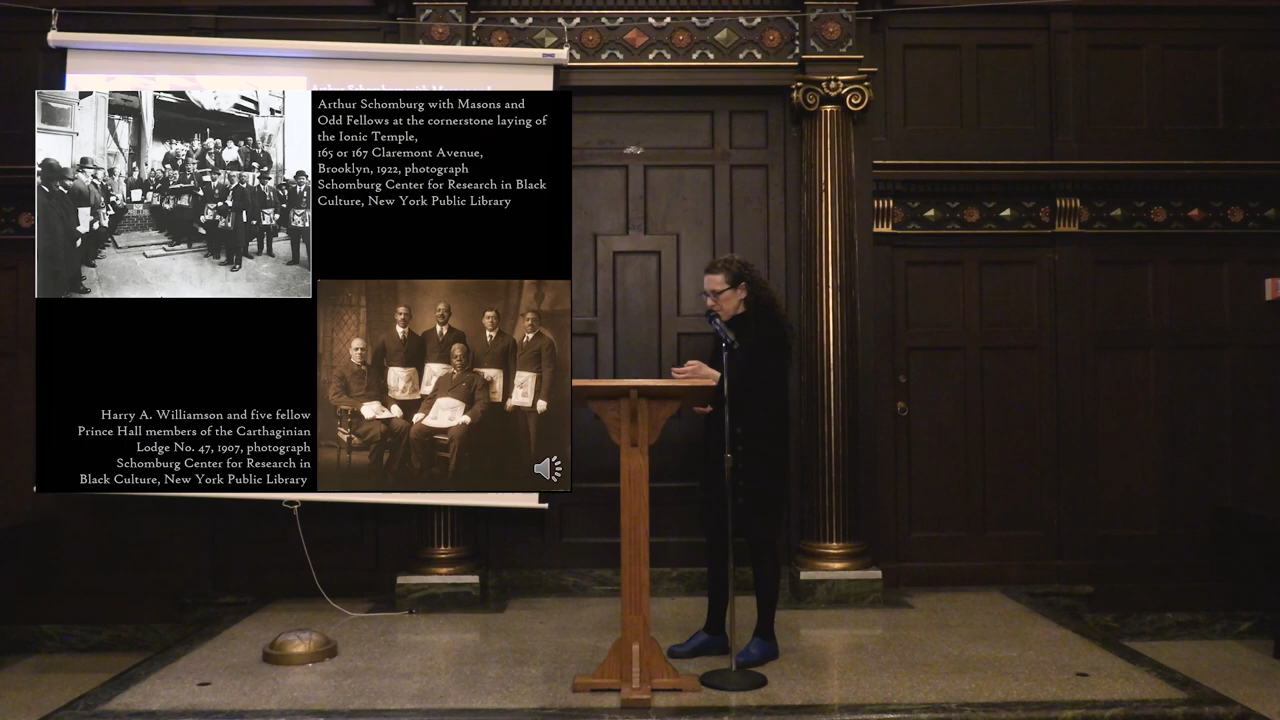 Arthur Schomburg with Masons and
Odd Fellows at the cornerstone laying of
the Ionic Temple,
165 or 167 Claremont Avenue,
Brooklyn, 1922, photograph
Schomburg Center for Research in Black
Culture, New York Public Library
Harry A. Williamson and five fellow
Prince Hall members of the Carthaginian
Lodge No. 47, 1907, photograph
Schomburg Center for Research in
Black Culture, New York Public Library